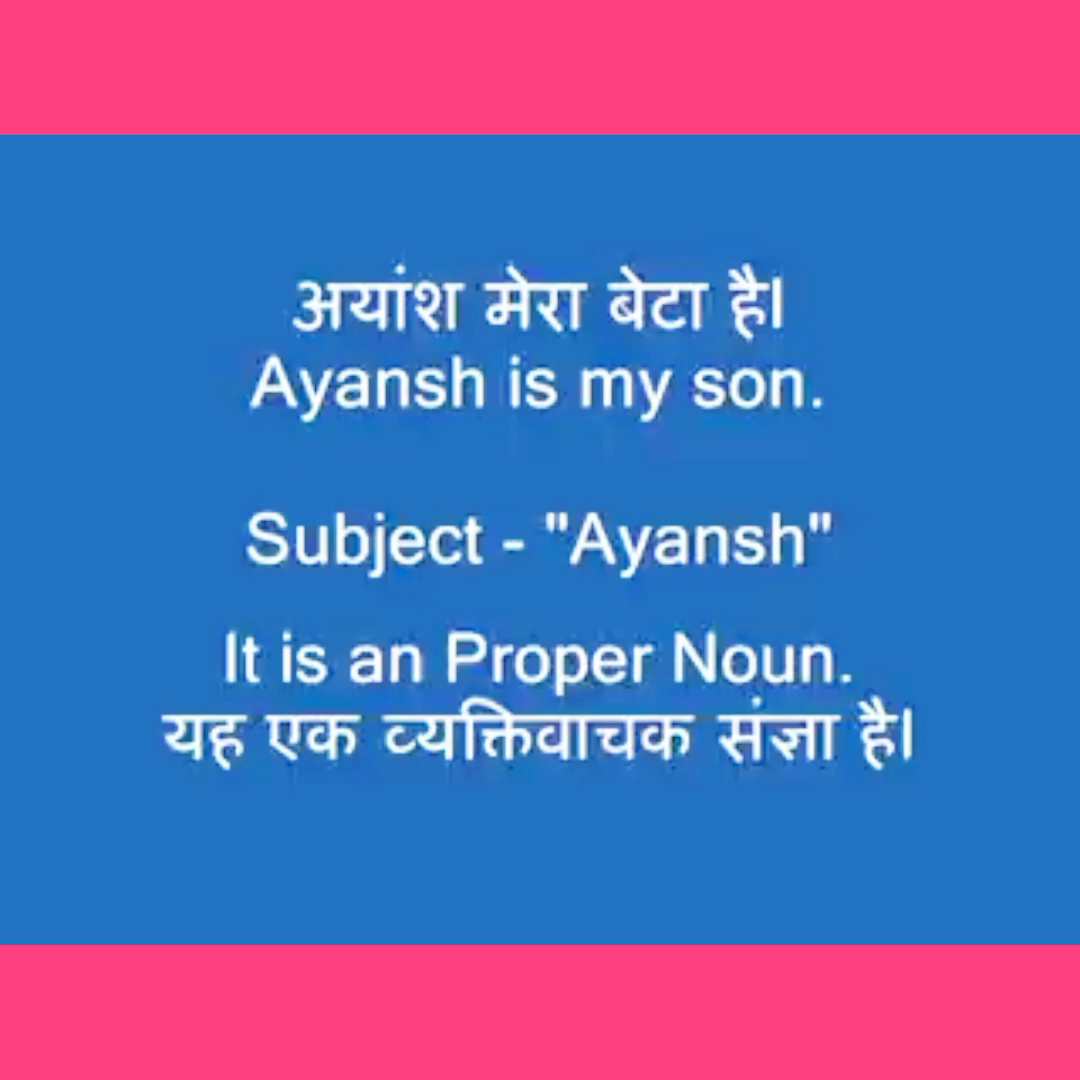 अयांश मेरा बेटा है।
Ayansh is my son.
Subject - "Ayansh"
It is an Proper Noun.
यह एक व्यक्तिवाचक संज्ञा है।